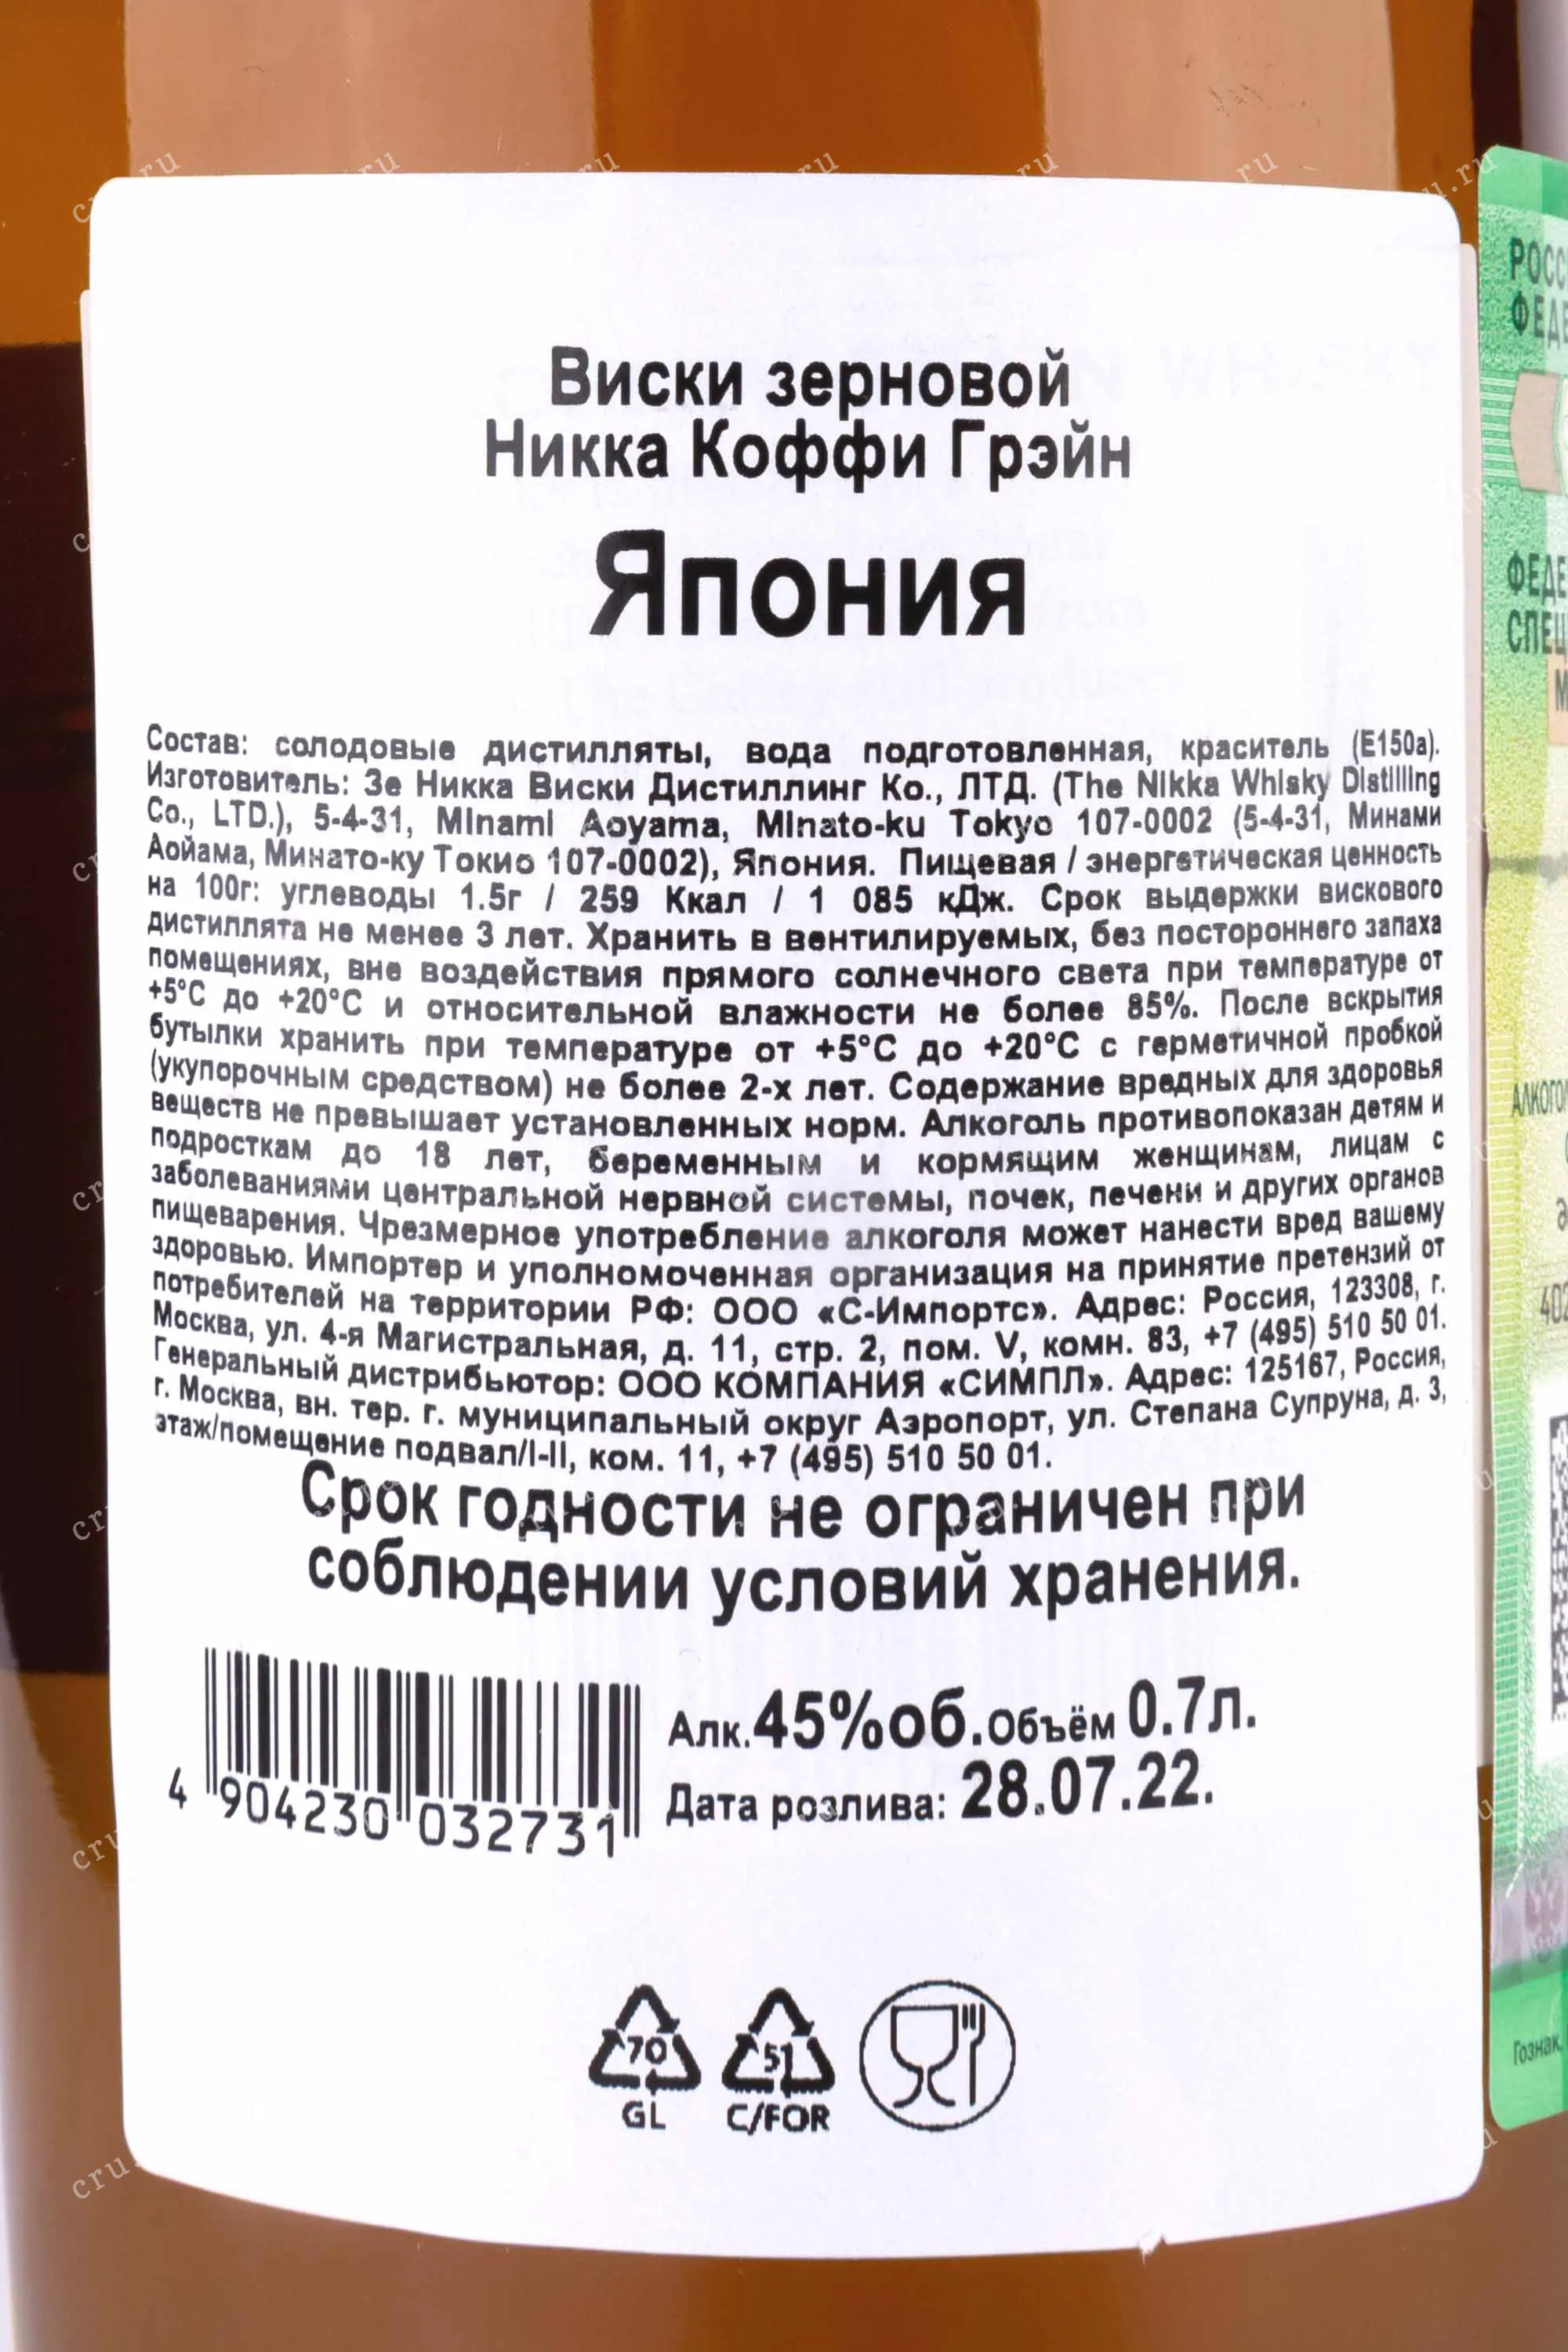 Виски зерновой
Никка Коффи Грэйн
Япония
Состав: солодовые дистилляты, вода подготовленная, краситель (Е150а).
Изготовитель: Зе Никка Виски Дистиллинг Ко., ЛТД. (The Nikka Whisky Distilling
Co., LTD.), 5-4-31, Minami Aoyama, Minato-ku Tokyo 107-0002 (5-4-31, Минами
Аойама, Минато-ку Токио 107-0002), Япония. Пищевая / энергетическая ценность
на 100г: углеводы 1.5г / 259 Ккал / 1 085 кДж. Срок выдержки вискового
дистиллята не менее 3 лет. Хранить в вентилируемых, без постороннего запаха
помещениях, вне воздействия прямого солнечного света при температуре от
+5°С до +20°С и относительной влажности не более 85%. После вскрытия
бутылки хранить при температуре от +5°С до +20°С с герметичной пробкой
(укупорочным средством) не более 2-х лет. Содержание вредных для здоровья
веществ не превышает установленных норм. Алкоголь противопоказан детям и
подросткам до 18 лет, беременным и кормящим женщинам, лицам с
заболеваниями центральной нервной системы, почек, печени и других органов
пищеварения. Чрезмерное употребление алкоголя может нанести вред вашему
здоровью. Импортер и уполномоченная организация на принятие претензий от
потребителей на территории РФ: ООО «С-Импортс». Адрес: Россия, 123308, г.
Москва, ул. 4-я Магистральная, д. 11, стр. 2, пом. V, комн. 83, +7 (495) 510 50 01.
Генеральный дистрибьютор: ООО КОМПАНИЯ «СИМПЛ». Адрес: 125167, Россия,
г. Москва, вн. тер. г. муниципальный округ Аэропорт, ул. Степана Супруна, д. 3,
этаж/помещение подвал/I-II, ком. 11, +7 (495) 510 50 01.
Срок годности не ограничен при
соблюдении условий хранения.
Алк.45%об.Объём 0.7л.
Дата розлива: 28.07.22.
4 904230 032731
70 51
GL C/FOR
Гознак,